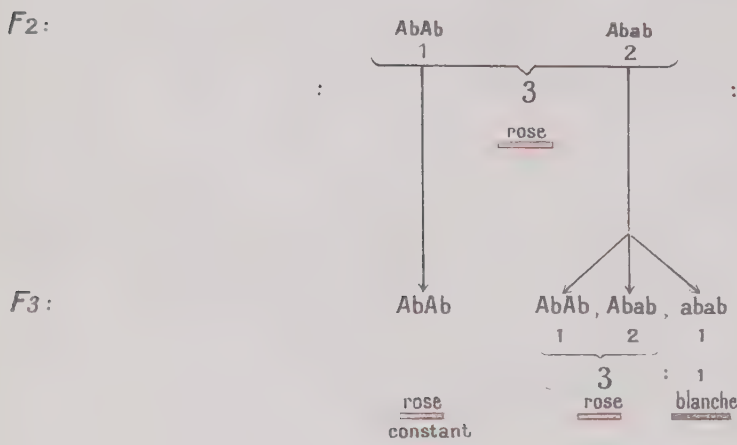 F2: AbAb Abab
1 2
: 3 :
rose
F3: AbAb AbAb, Abab, abab
1 2 1
3 : 1
rose rose blanche
constant